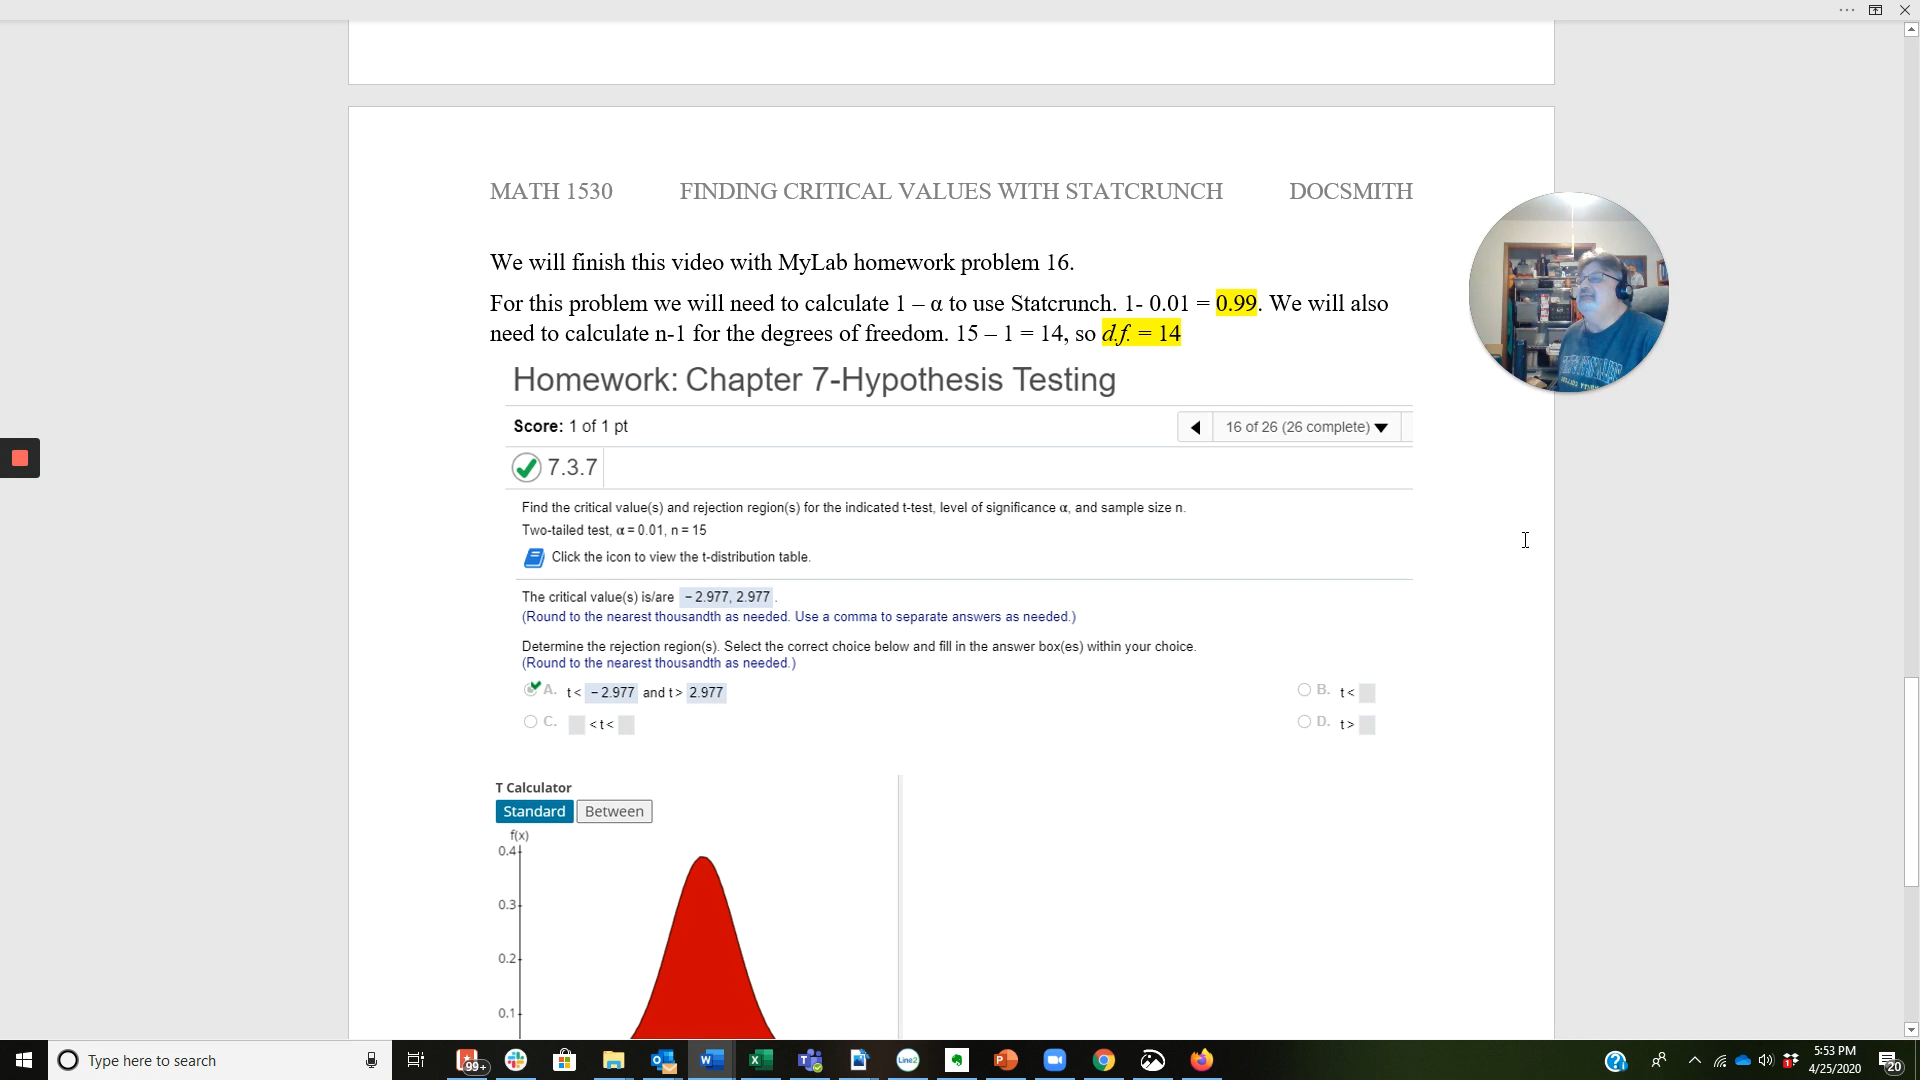 MATH 1530 FINDING CRITICAL VALUES WITH STATCRUNCH DOCSMITH
We will finish this video with MyLab homework problem 16.
For this problem we will need to calculate 1 – α to use Statcrunch. 1- 0.01 = 0.99. We will also
need to calculate n-1 for the degrees of freedom. 15 – 1 = 14, so d.f. = 14
Homework: Chapter 7-Hypothesis Testing
Score: 1 of 1 pt
16 of 26 (26 complete)
7.3.7
Find the critical value(s) and rejection region(s) for the indicated t-test, level of significance α, and sample size n.
Two-tailed test, α = 0.01, n = 15
Click the icon to view the t-distribution table.
The critical value(s) is/are − 2.977, 2.977 .
(Round to the nearest thousandth as needed. Use a comma to separate answers as needed.)
Determine the rejection region(s). Select the correct choice below and fill in the answer box(es) within your choice.
(Round to the nearest thousandth as needed.)
A. t < − 2.977 and t > 2.977
B. t <
C. < t <
D. t >
T Calculator
Standard Between
f(x)
0.4
0.3
0.2
0.1
Type here to search
99+
Line2
5:53 PM
4/25/2020
20